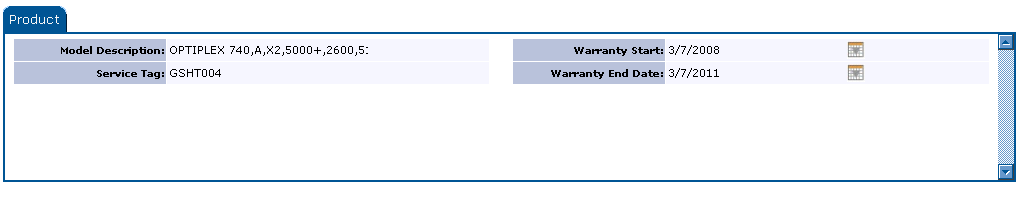 Product
Model Description: OPTIPLEX 740,A,X2,5000+,2600,5:
Warranty Start: 3/7/2008
Service Tag: GSHT004
Warranty End Date: 3/7/2011